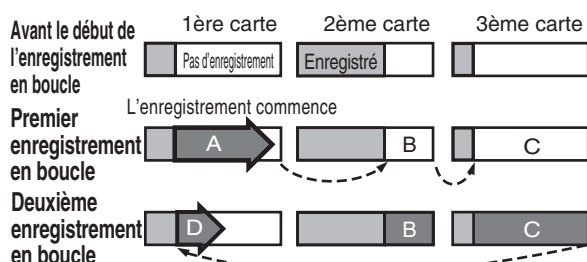 1ère carte 2ème carte 3ème carte
Avant le début de
l'enregistrement
en boucle
Pas d'enregistrement Enregistré
L'enregistrement commence
Premier
enregistrement
en boucle
A B C
Deuxième
enregistrement
en boucle
D B C